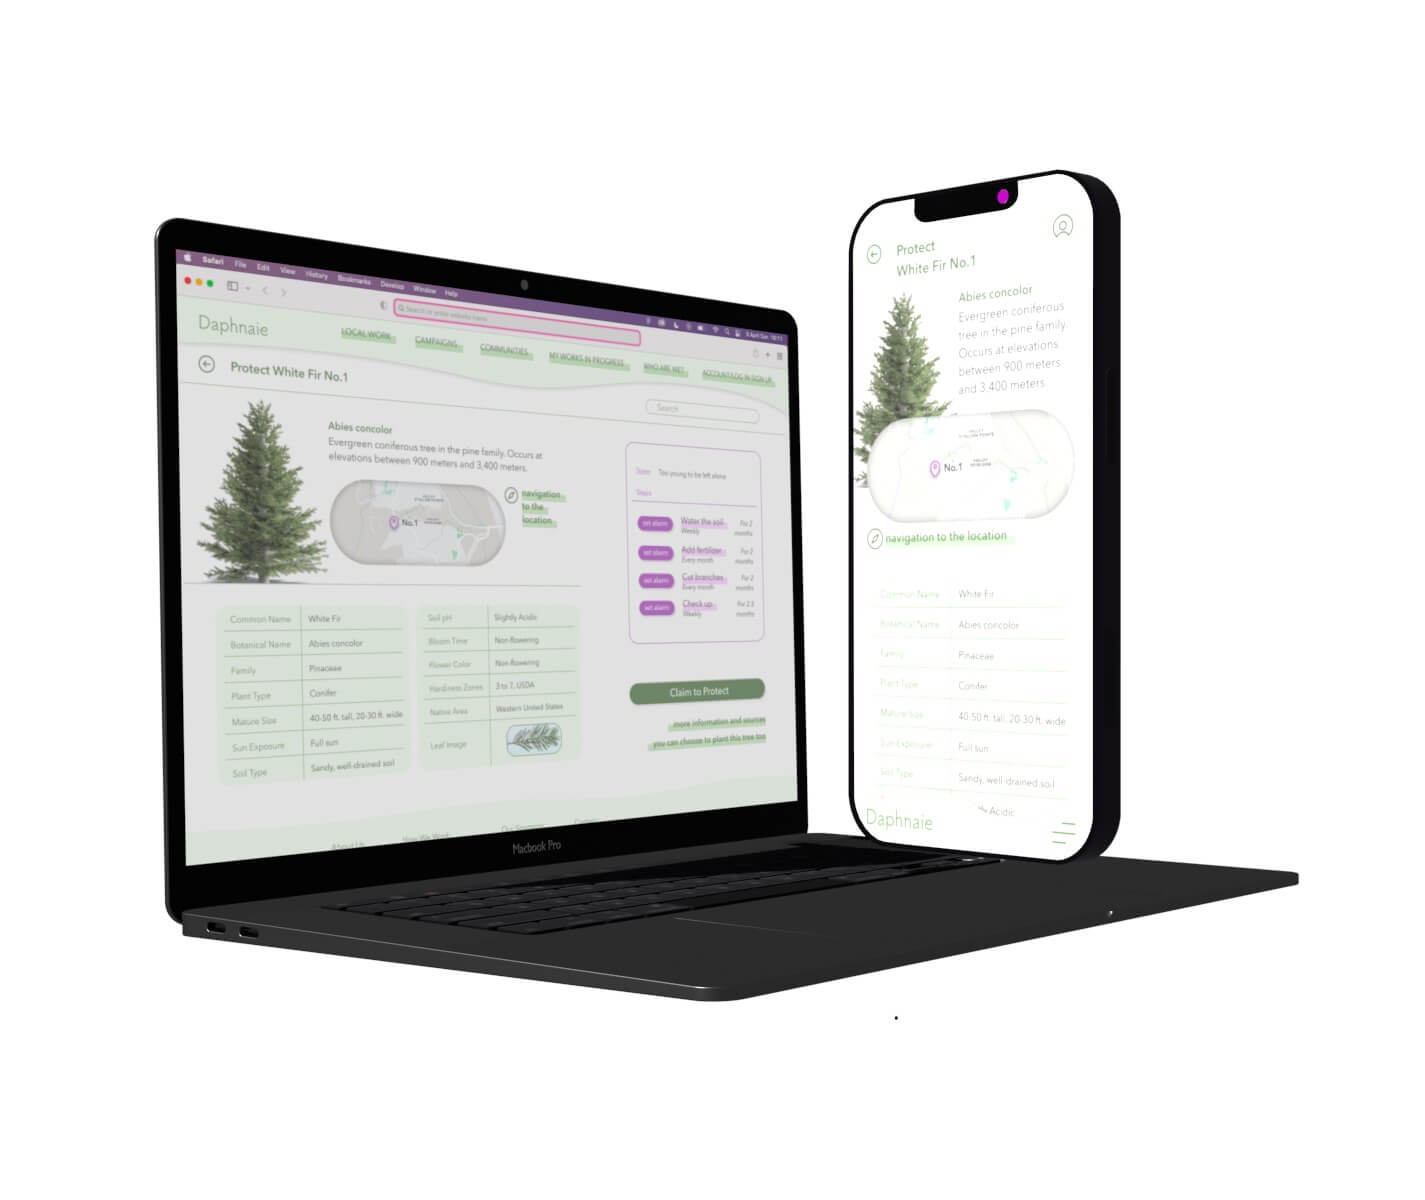 Safari File Edit View History Bookmarks Develop Window Help
Search or enter website name
Daphnaie
LOCAL WORK CAMPAIGNS COMMUNITIES MY WORKS IN PROGRESS WHO ARE WE? ACCOUNT/LOG IN SIGN UP
Protect White Fir No.1
Search
Abies concolor
Evergreen coniferous tree in the pine family. Occurs at
elevations between 900 meters and 3,400 meters.
No.1
navigation
to the
location
Too young to be left alone
Steps
set alarm Water the soil For 2
Weekly months
set alarm Add fertilizer For 2
Every month months
set alarm Cut branches For 2
Every month months
set alarm Check up For 2.5
Weekly months
Claim to Protect
more information and sources
you can choose to plant this tree too
Common Name White Fir
Botanical Name Abies concolor
Family Pinaceae
Plant Type Conifer
Mature Size 40-50 ft. tall, 20-30 ft. wide
Sun Exposure Full sun
Soil Type Sandy, well-drained soil
Soil pH Slightly Acidic
Bloom Time Non-flowering
Flower Color Non-flowering
Hardiness Zones 3 to 7, USDA
Native Area Western United States
Leaf Image
Macbook Pro
Protect
White Fir No.1
Abies concolor
Evergreen coniferous
tree in the pine family.
Occurs at elevations
between 900 meters
and 3,400 meters.
No.1
navigation to the location
Common Name White Fir
Botanical Name Abies concolor
Family Pinaceae
Plant Type Conifer
Mature Size 40-50 ft. tall, 20-30 ft. wide
Sun Exposure Full sun
Soil Type Sandy, well-drained soil
Acidic
Daphnaie